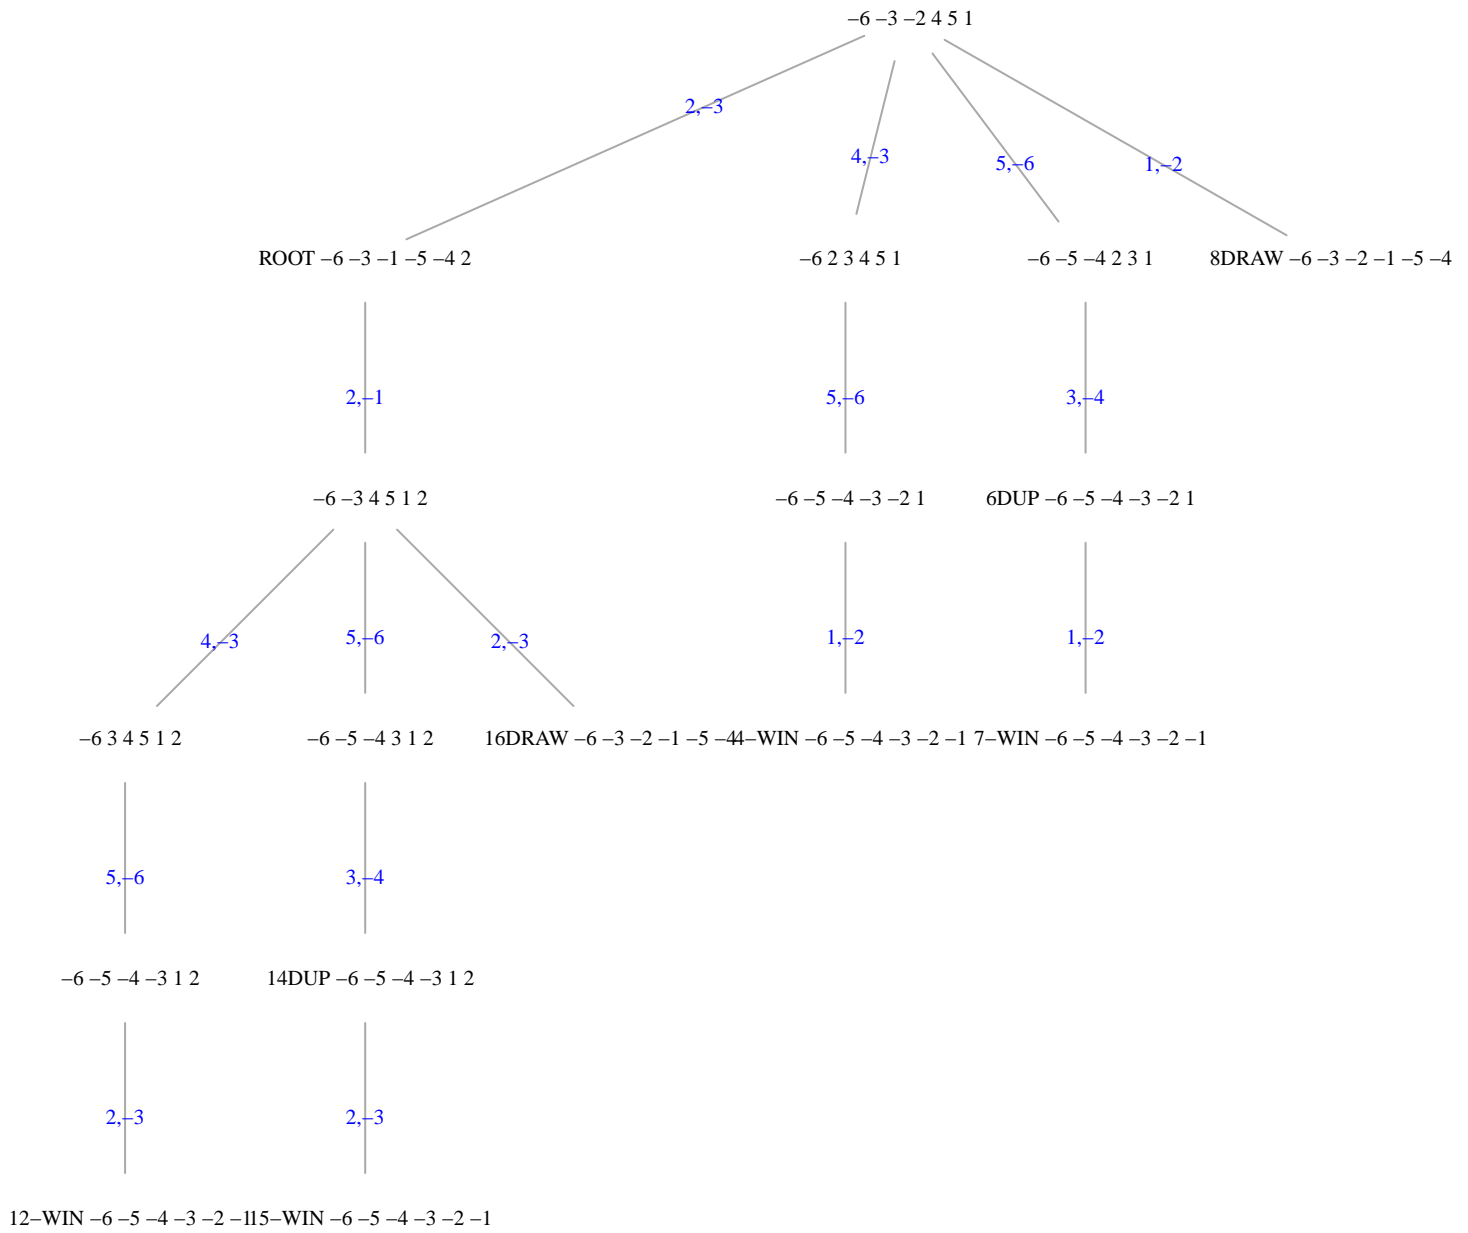 −6 −3 −2 4 5 1
2,−3
4,−3
5,−6
1,−2
ROOT −6 −3 −1 −5 −4 2
−6 2 3 4 5 1
−6 −5 −4 2 3 1
8DRAW −6 −3 −2 −1 −5 −4
2,−1
5,−6
3,−4
−6 −3 4 5 1 2
−6 −5 −4 −3 −2 1
6DUP −6 −5 −4 −3 −2 1
4,−3
5,−6
2,−3
1,−2
1,−2
−6 3 4 5 1 2
−6 −5 −4 3 1 2
16DRAW −6 −3 −2 −1 −5 −4
4−WIN −6 −5 −4 −3 −2 −1
7−WIN −6 −5 −4 −3 −2 −1
5,−6
3,−4
−6 −5 −4 −3 1 2
14DUP −6 −5 −4 −3 1 2
2,−3
2,−3
12−WIN −6 −5 −4 −3 −2 −1
15−WIN −6 −5 −4 −3 −2 −1